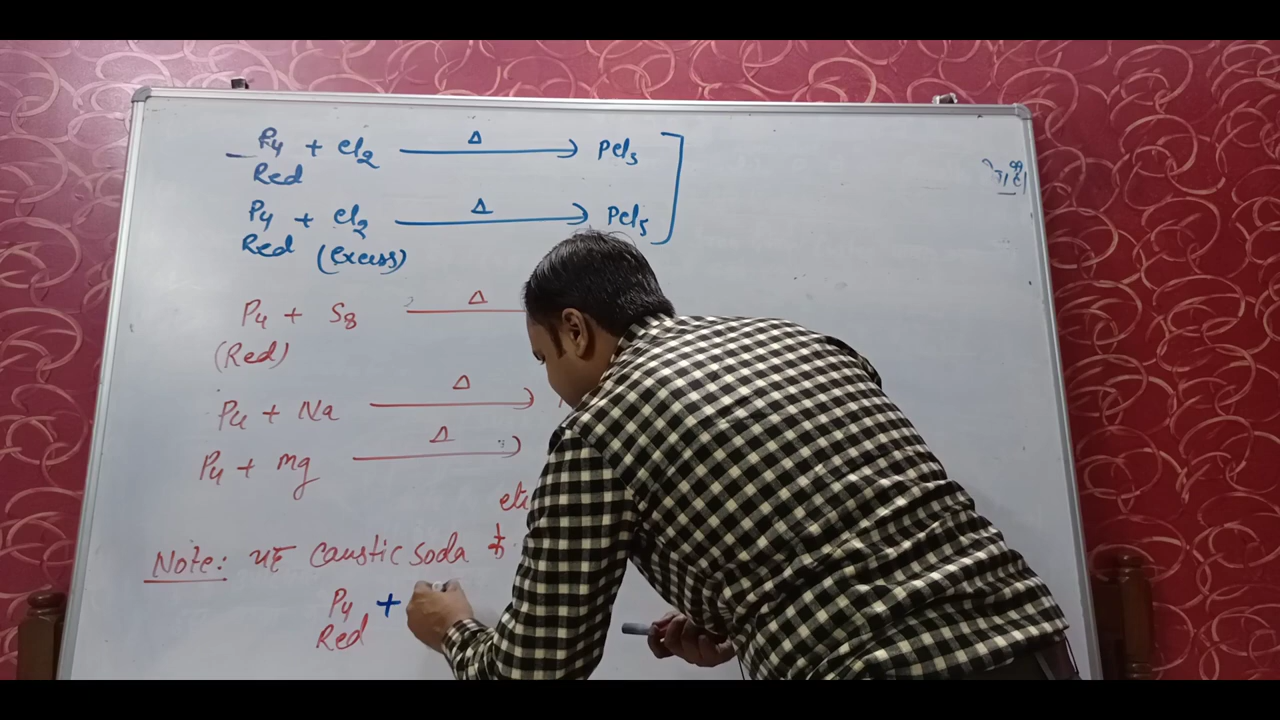 P₄ + Cl₂ —Δ→ PCl₃
Red
P₄ + Cl₂ —Δ→ PCl₅
Red (excess)
P₄ + S₈ —Δ
(Red)
P₄ + Na —Δ→
P₄ + Mg —Δ→
etc
Note: यह Caustic soda के
P₄ +
Red